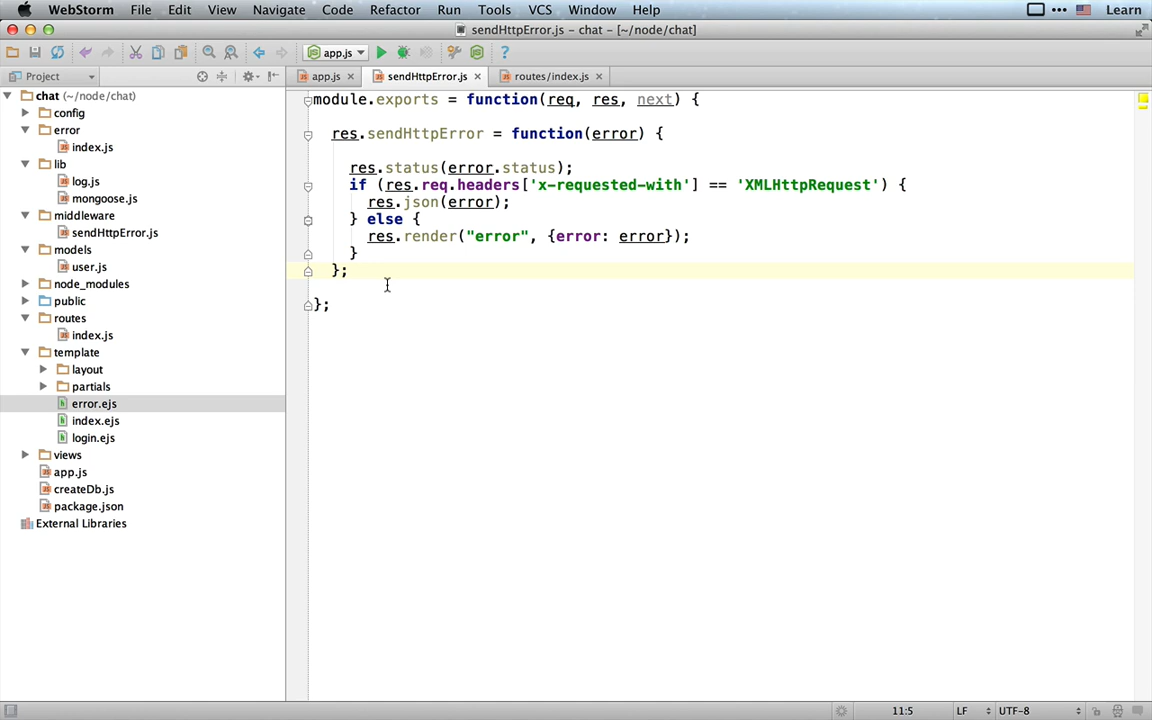 WebStorm File Edit View Navigate Code Refactor Run Tools VCS Window Help ••• Learn
sendHttpError.js - chat - [~/node/chat]
app.js ?
Project app.js sendHttpError.js routes/index.js
chat (~/node/chat)
config
error
index.js
lib
log.js
mongoose.js
middleware
sendHttpError.js
models
user.js
node_modules
public
routes
index.js
template
layout
partials
error.ejs
index.ejs
login.ejs
views
app.js
createDb.js
package.json
External Libraries
module.exports = function(req, res, next) {
res.sendHttpError = function(error) {
res.status(error.status);
if (res.req.headers['x-requested-with'] == 'XMLHttpRequest') {
res.json(error);
} else {
res.render("error", {error: error});
}
};
};
11:5 LF UTF-8